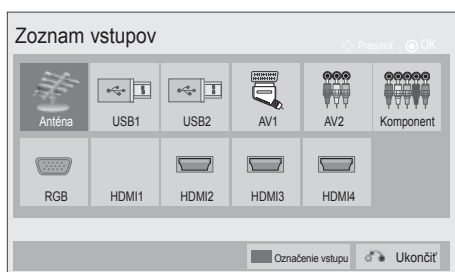 Zoznam vstupov
Presunúť OK
Anténa USB1 USB2 AV1 AV2 Komponent
RGB HDMI1 HDMI2 HDMI3 HDMI4
Označenie vstupu Ukončiť